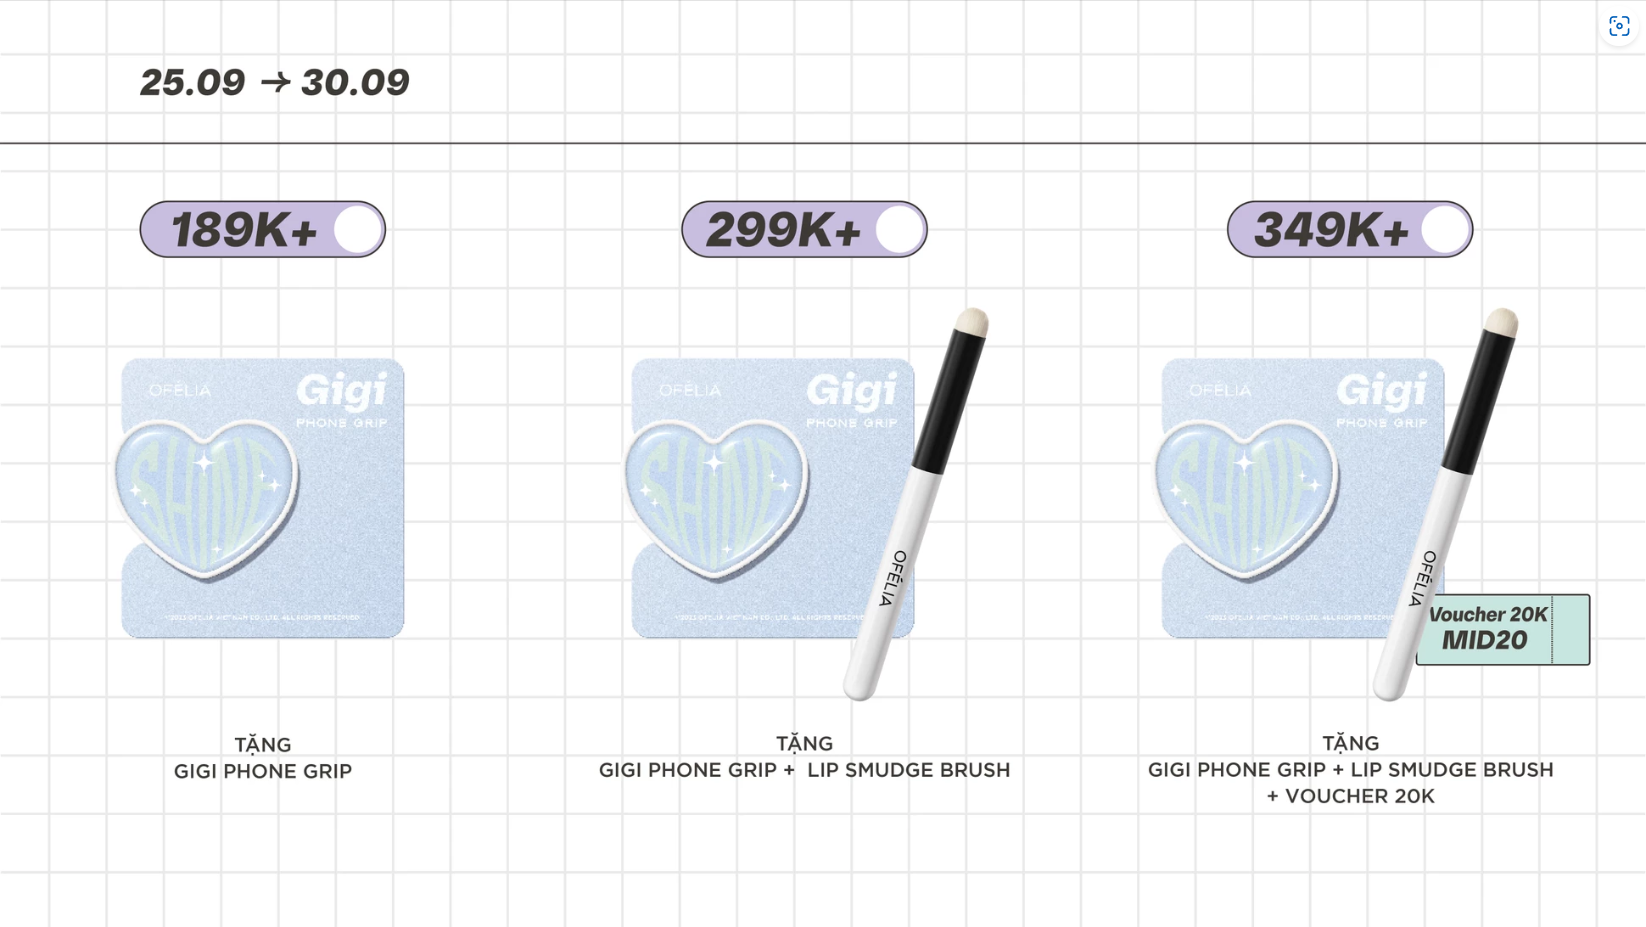 25.09 → 30.09
189K+
299K+
349K+
OFÉLIA
Gigi
PHONE GRIP
SHINE
OFÉLIA
Gigi
PHONE GRIP
SHINE
OFÉLIA
OFÉLIA
Gigi
PHONE GRIP
SHINE
OFÉLIA
Voucher 20K
MID20
TẶNG
GIGI PHONE GRIP
TẶNG
GIGI PHONE GRIP + LIP SMUDGE BRUSH
TẶNG
GIGI PHONE GRIP + LIP SMUDGE BRUSH
+ VOUCHER 20K